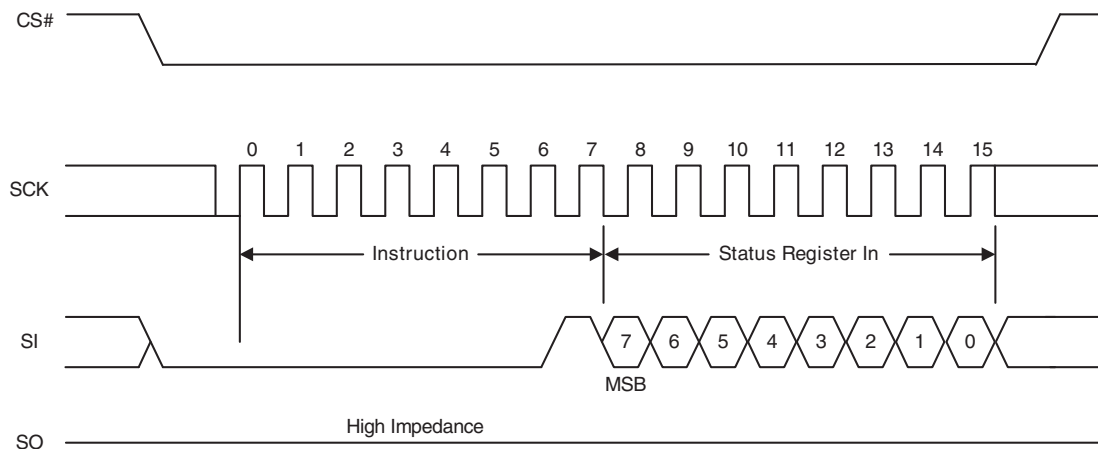 CS#
0 1 2 3 4 5 6 7 8 9 10 11 12 13 14 15
SCK
Instruction Status Register In
SI 7 6 5 4 3 2 1 0
MSB
High Impedance
SO